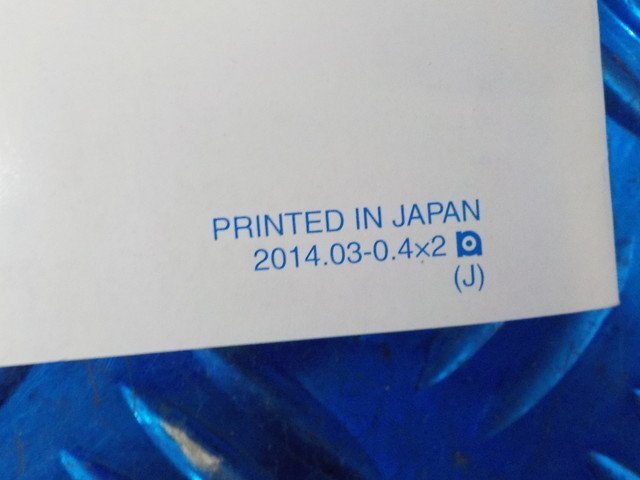 PRINTED IN JAPAN
2014.03-0.4×2
(J)